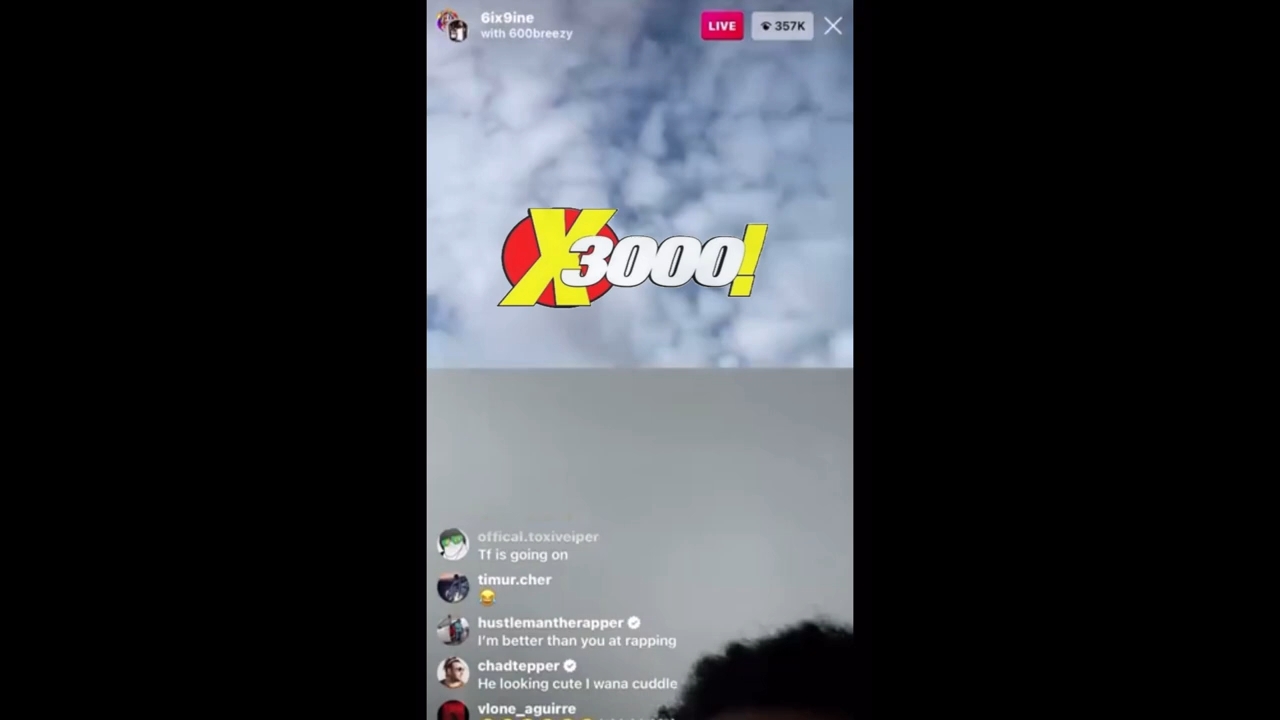 6ix9ine
with 600breezy
LIVE
357K
X3000!
offical.toxiveiper
Tf is going on
timur.cher
😂
hustlemantherapper
I'm better than you at rapping
chadtepper
He looking cute I wana cuddle
vlone_aguirre